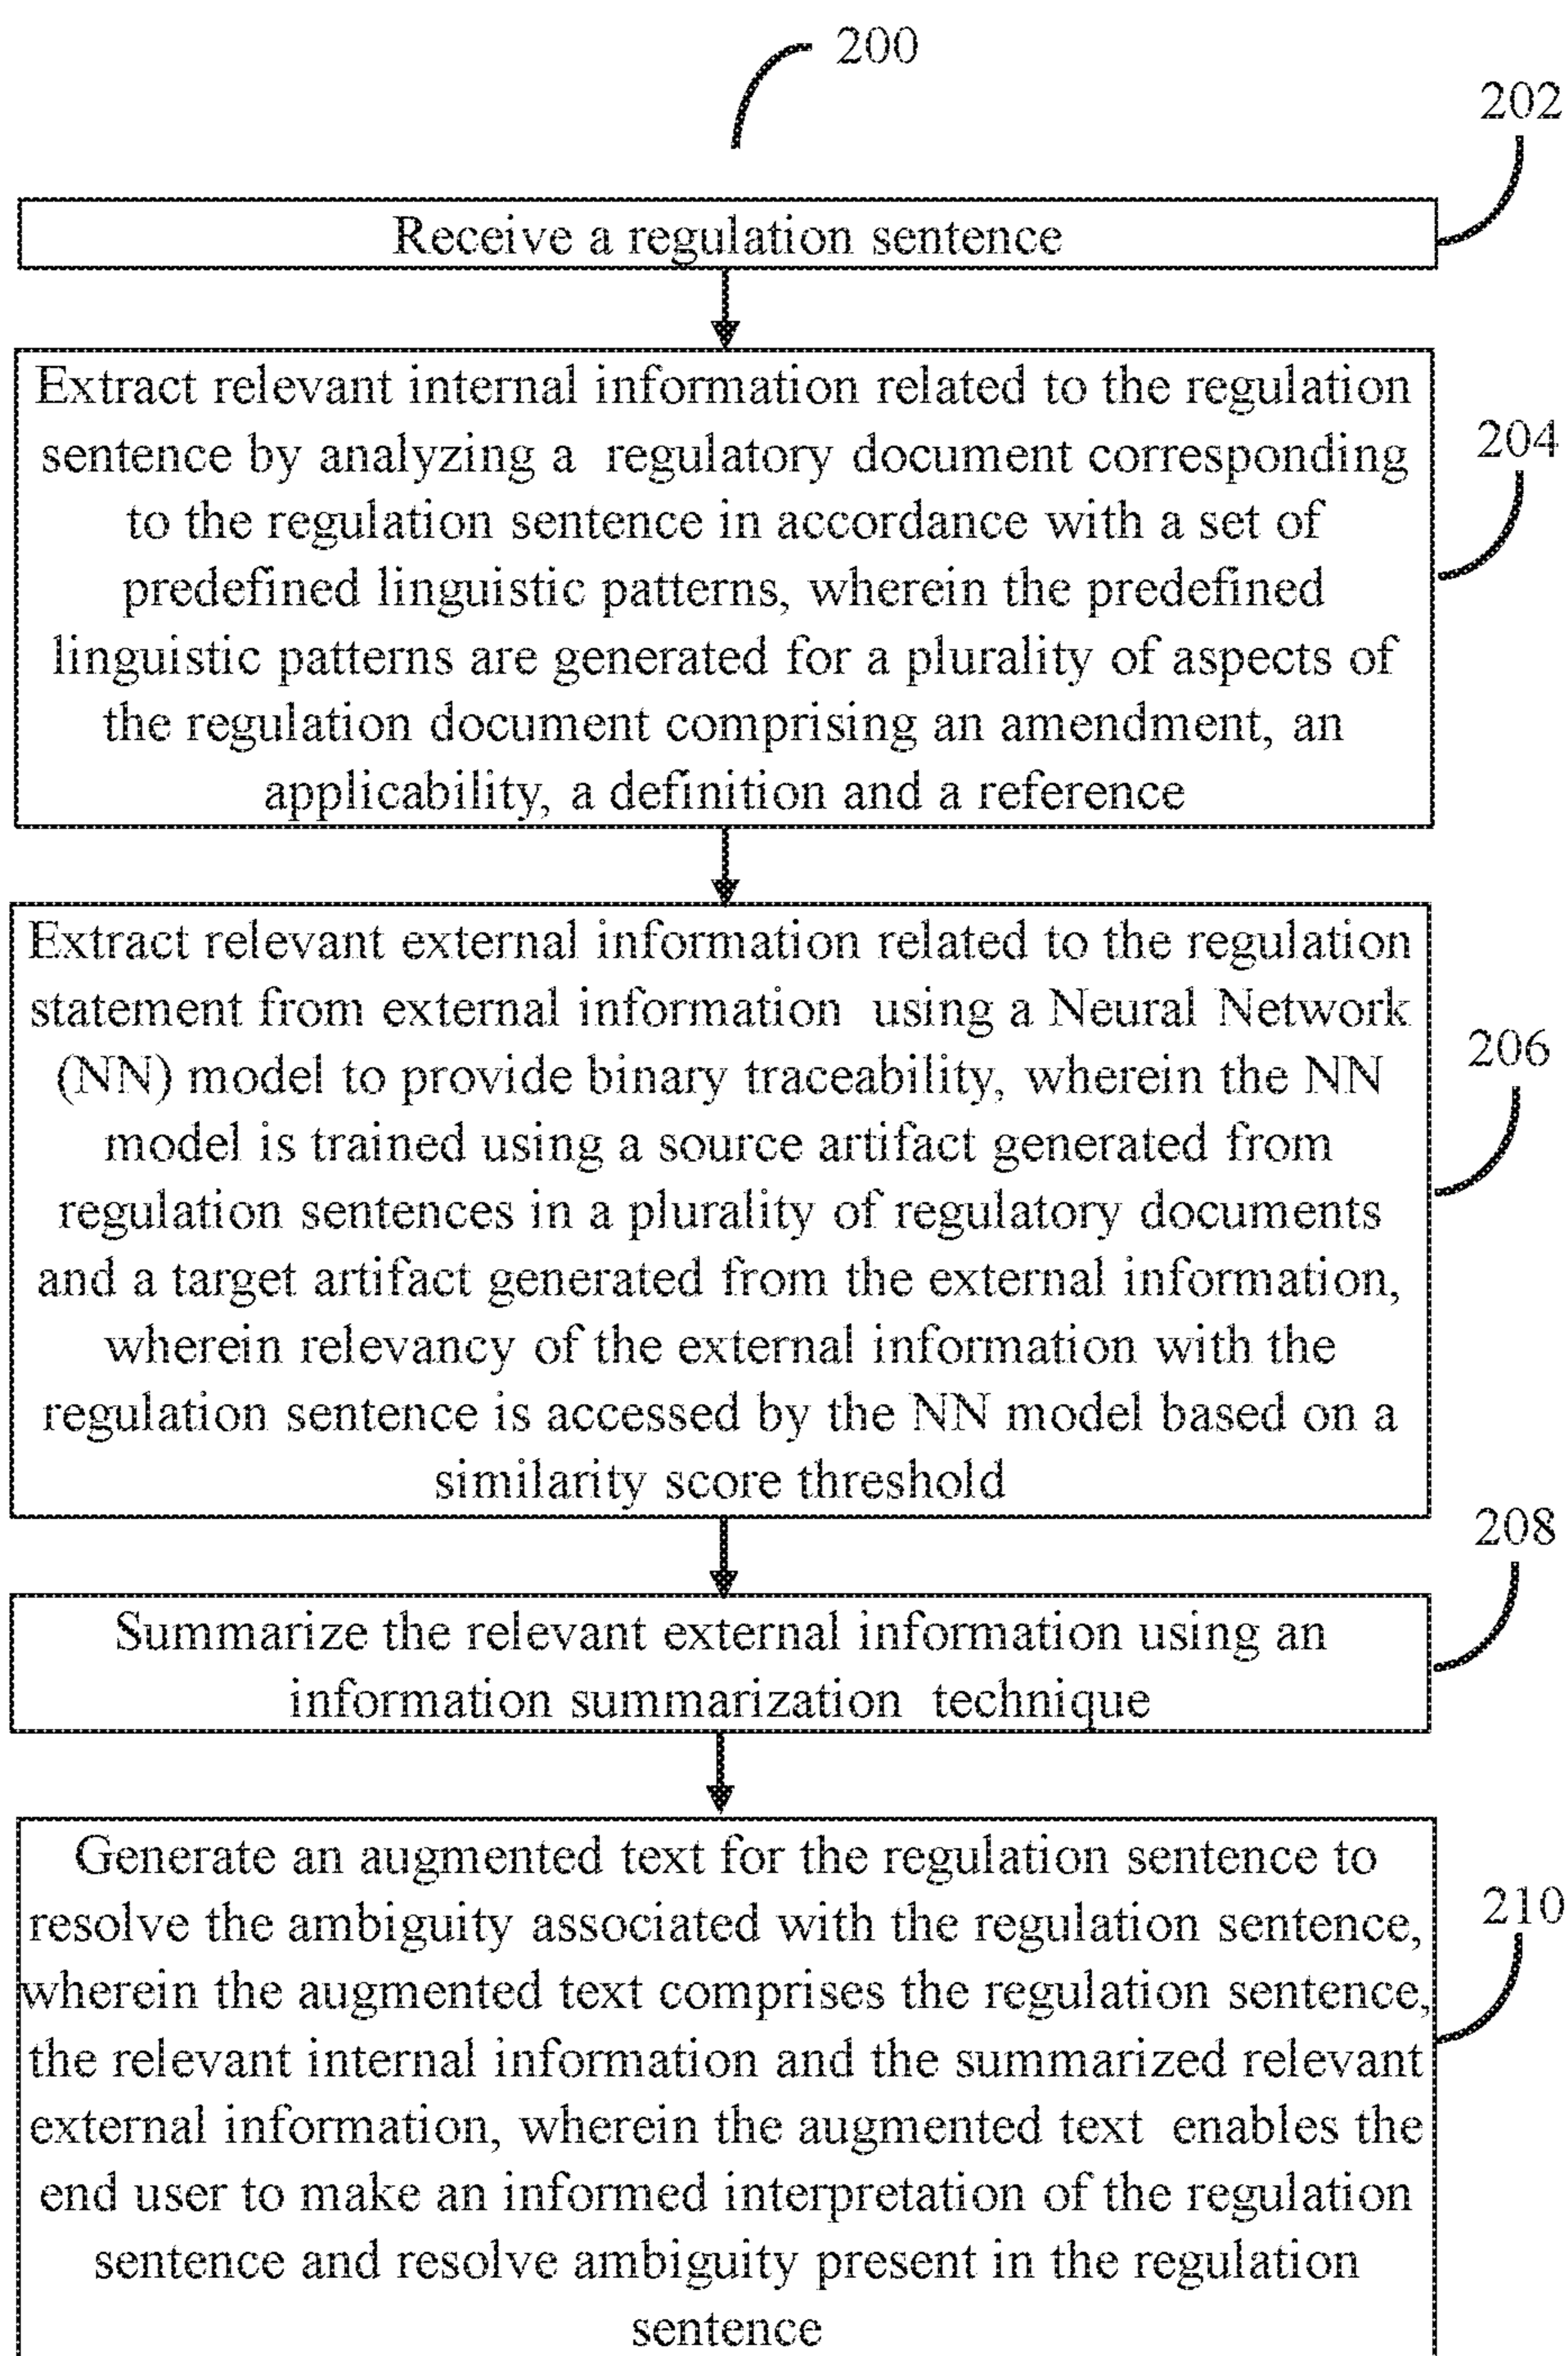 200
202
Receive a regulation sentence
Extract relevant internal information related to the regulation
sentence by analyzing a regulatory document corresponding
to the regulation sentence in accordance with a set of
predefined linguistic patterns, wherein the predefined
linguistic patterns are generated for a plurality of aspects of
the regulation document comprising an amendment, an
applicability, a definition and a reference
204
Extract relevant external information related to the regulation
statement from external information using a Neural Network
(NN) model to provide binary traceability, wherein the NN
model is trained using a source artifact generated from
regulation sentences in a plurality of regulatory documents
and a target artifact generated from the external information,
wherein relevancy of the external information with the
regulation sentence is accessed by the NN model based on a
similarity score threshold
206
208
Summarize the relevant external information using an
information summarization technique
Generate an augmented text for the regulation sentence to
resolve the ambiguity associated with the regulation sentence,
wherein the augmented text comprises the regulation sentence,
the relevant internal information and the summarized relevant
external information, wherein the augmented text enables the
end user to make an informed interpretation of the regulation
sentence and resolve ambiguity present in the regulation
sentence
210